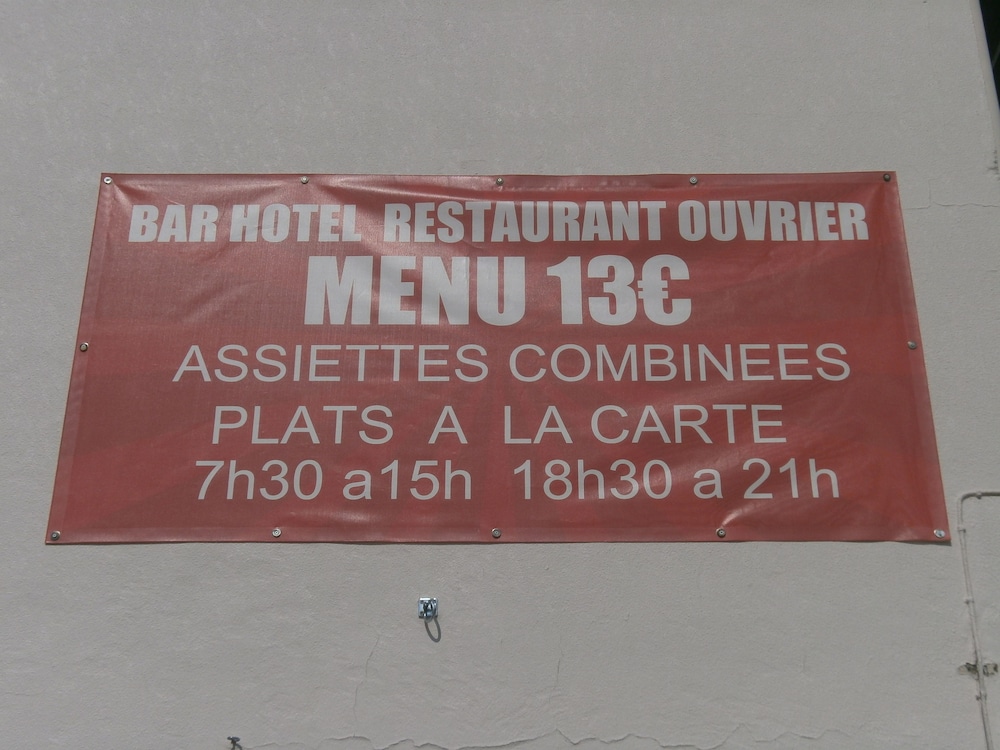 BAR HOTEL RESTAURANT OUVRIER
MENU 13€
ASSIETTES COMBINEES
PLATS A LA CARTE
7h30 a15h 18h30 a 21h